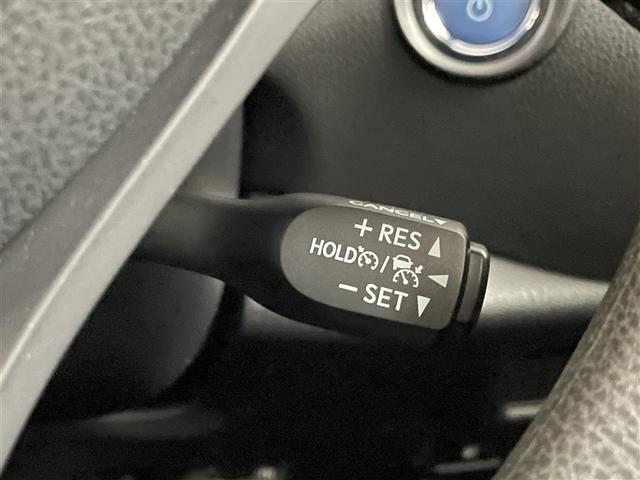 CANCEL▼
+ RES ▲
HOLD /
− SET ▼